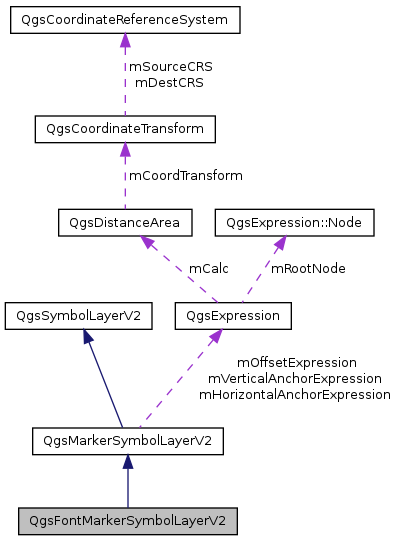 QgsCoordinateReferenceSystem
mSourceCRS
mDestCRS
QgsCoordinateTransform
mCoordTransform
QgsDistanceArea
QgsExpression::Node
mCalc
mRootNode
QgsSymbolLayerV2
QgsExpression
mOffsetExpression
mVerticalAnchorExpression
mHorizontalAnchorExpression
QgsMarkerSymbolLayerV2
QgsFontMarkerSymbolLayerV2